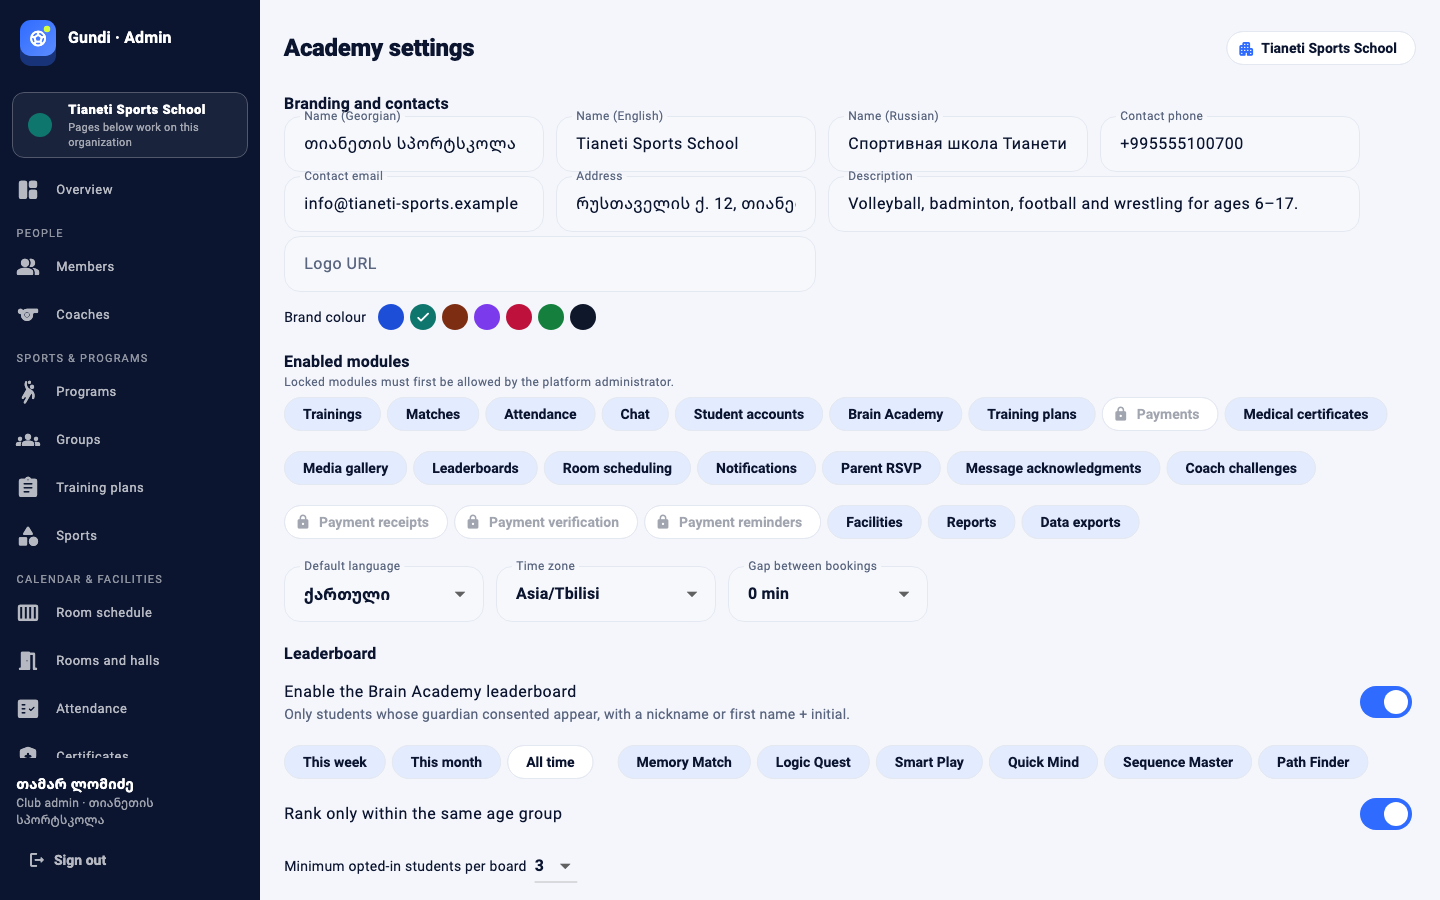 Gundi · Admin
Tianeti Sports School
Pages below work on this
organization
Overview
PEOPLE
Members
Coaches
SPORTS & PROGRAMS
Programs
Groups
Training plans
Sports
CALENDAR & FACILITIES
Room schedule
Rooms and halls
Attendance
Certificates
თამარ ლომიძე
Club admin · თიანეთის
სპორტსკოლა
Sign out
Academy settings
Tianeti Sports School
Branding and contacts
Name (Georgian)
თიანეთის სპორტსკოლა
Name (English)
Tianeti Sports School
Name (Russian)
Спортивная школа Тианети
Contact phone
+995555100700
Contact email
info@tianeti-sports.example
Address
რუსთაველის ქ. 12, თიანე
Description
Volleyball, badminton, football and wrestling for ages 6–17.
Logo URL
Brand colour
Enabled modules
Locked modules must first be allowed by the platform administrator.
Trainings Matches Attendance Chat Student accounts Brain Academy Training plans Payments Medical certificates
Media gallery Leaderboards Room scheduling Notifications Parent RSVP Message acknowledgments Coach challenges
Payment receipts Payment verification Payment reminders Facilities Reports Data exports
Default language
ქართული
Time zone
Asia/Tbilisi
Gap between bookings
0 min
Leaderboard
Enable the Brain Academy leaderboard
Only students whose guardian consented appear, with a nickname or first name + initial.
This week This month All time Memory Match Logic Quest Smart Play Quick Mind Sequence Master Path Finder
Rank only within the same age group
Minimum opted-in students per board 3